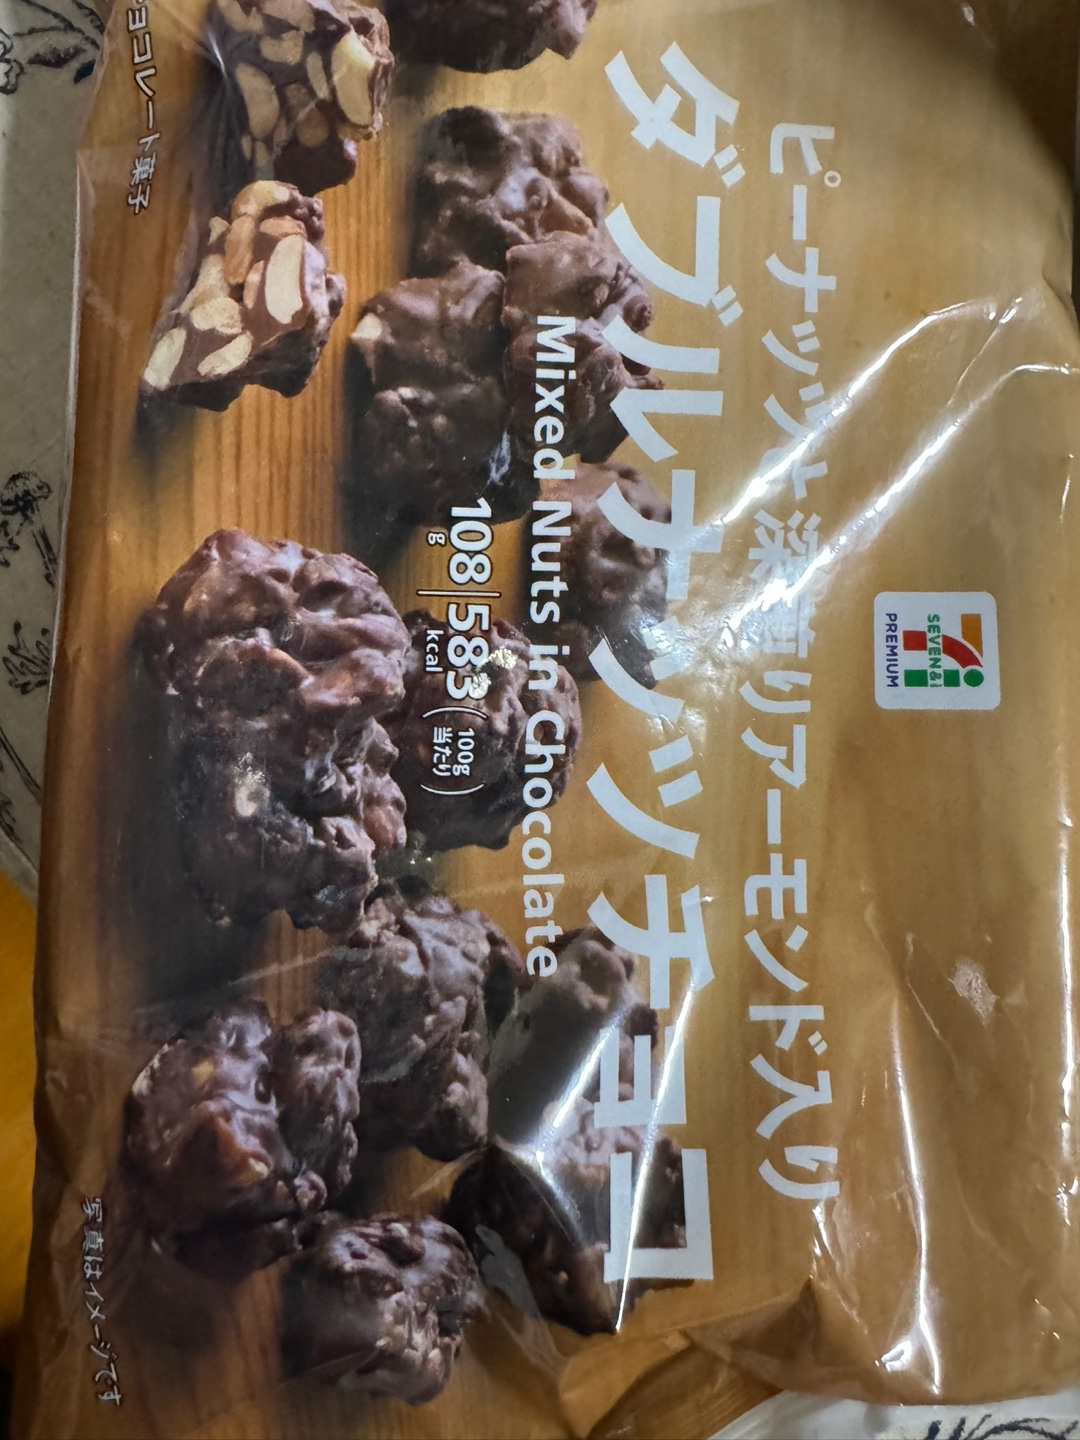 SEVEN&i
PREMIUM
ピーナッツと深煎りアーモンド入り
ダブルナッツチョコ
Mixed Nuts in Chocolate
108g 583kcal (100g当たり)
チョコレート菓子
写真はイメージです